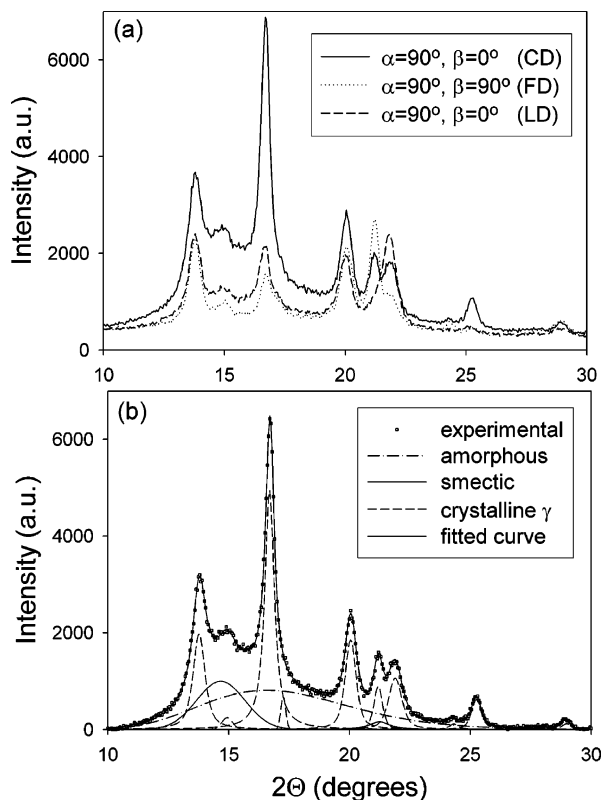 (a)
α=90º, β=0º (CD)
α=90º, β=90º (FD)
α=90º, β=0º (LD)
Intensity (a.u.)
6000
4000
2000
0
10 15 20 25 30
(b)
experimental
amorphous
smectic
crystalline γ
fitted curve
Intensity (a.u.)
6000
4000
2000
0
10 15 20 25 30
2Θ (degrees)